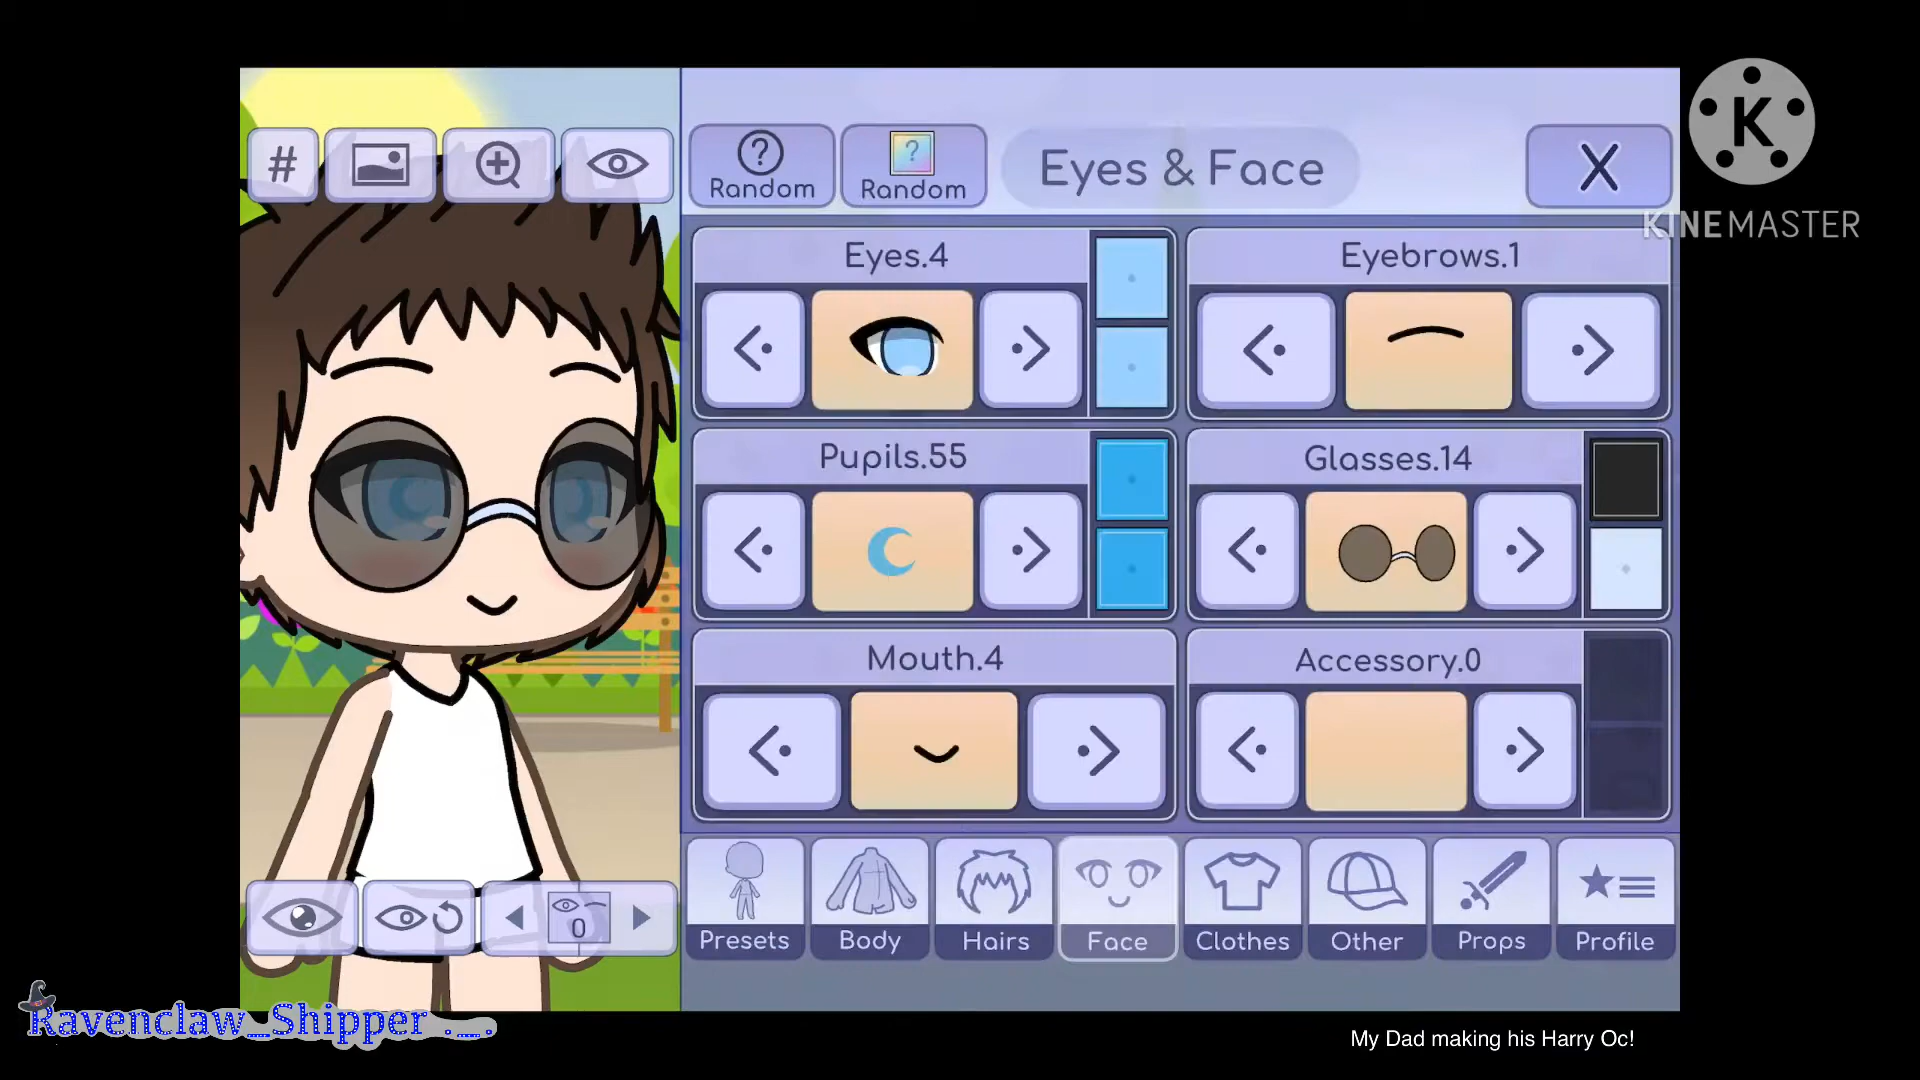 #
Random
Random
Eyes & Face
X
K
KINEMASTER
Eyes.4
Eyebrows.1
Pupils.55
Glasses.14
Mouth.4
Accessory.0
0
Presets
Body
Hairs
Face
Clothes
Other
Props
Profile
Ravenclaw_Shipper ._.
My Dad making his Harry Oc!